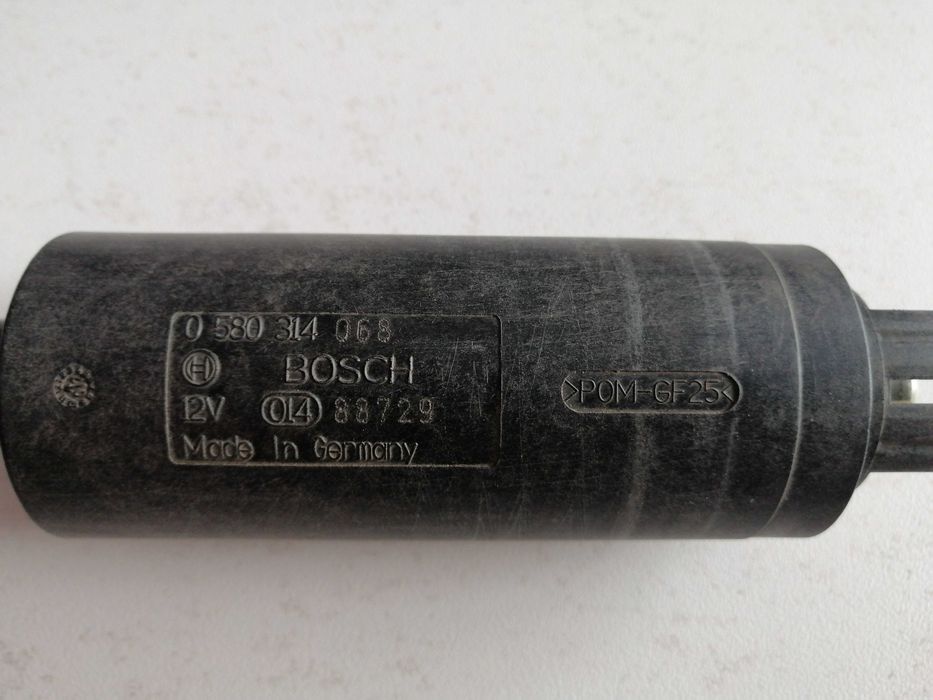 0 580 314 068
H BOSCH
12V 014 88729
Made In Germany
>POM-GF25<